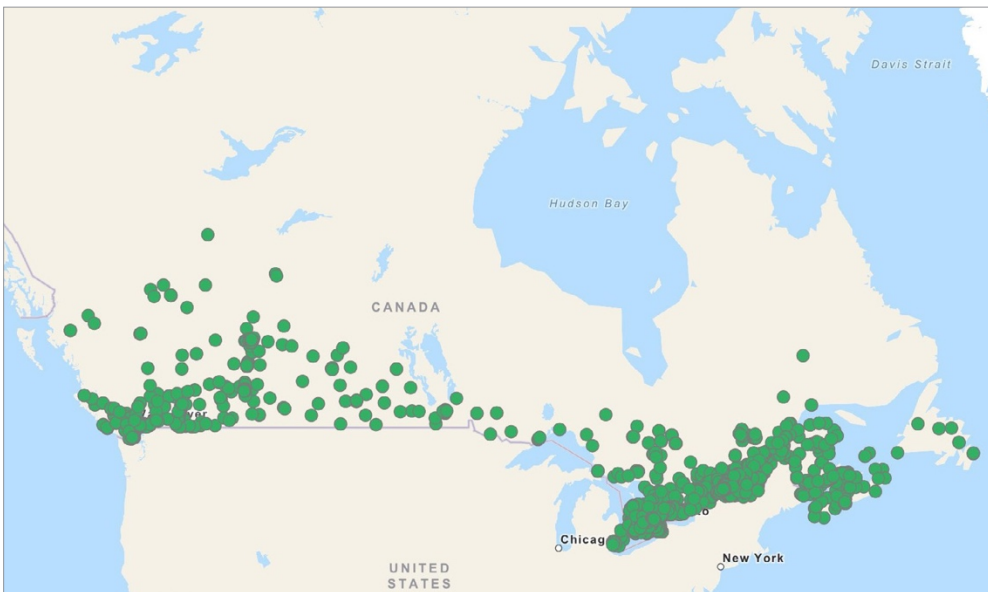 Davis Strait
Hudson Bay
CANADA
Chicag
New York
UNITED
STATES